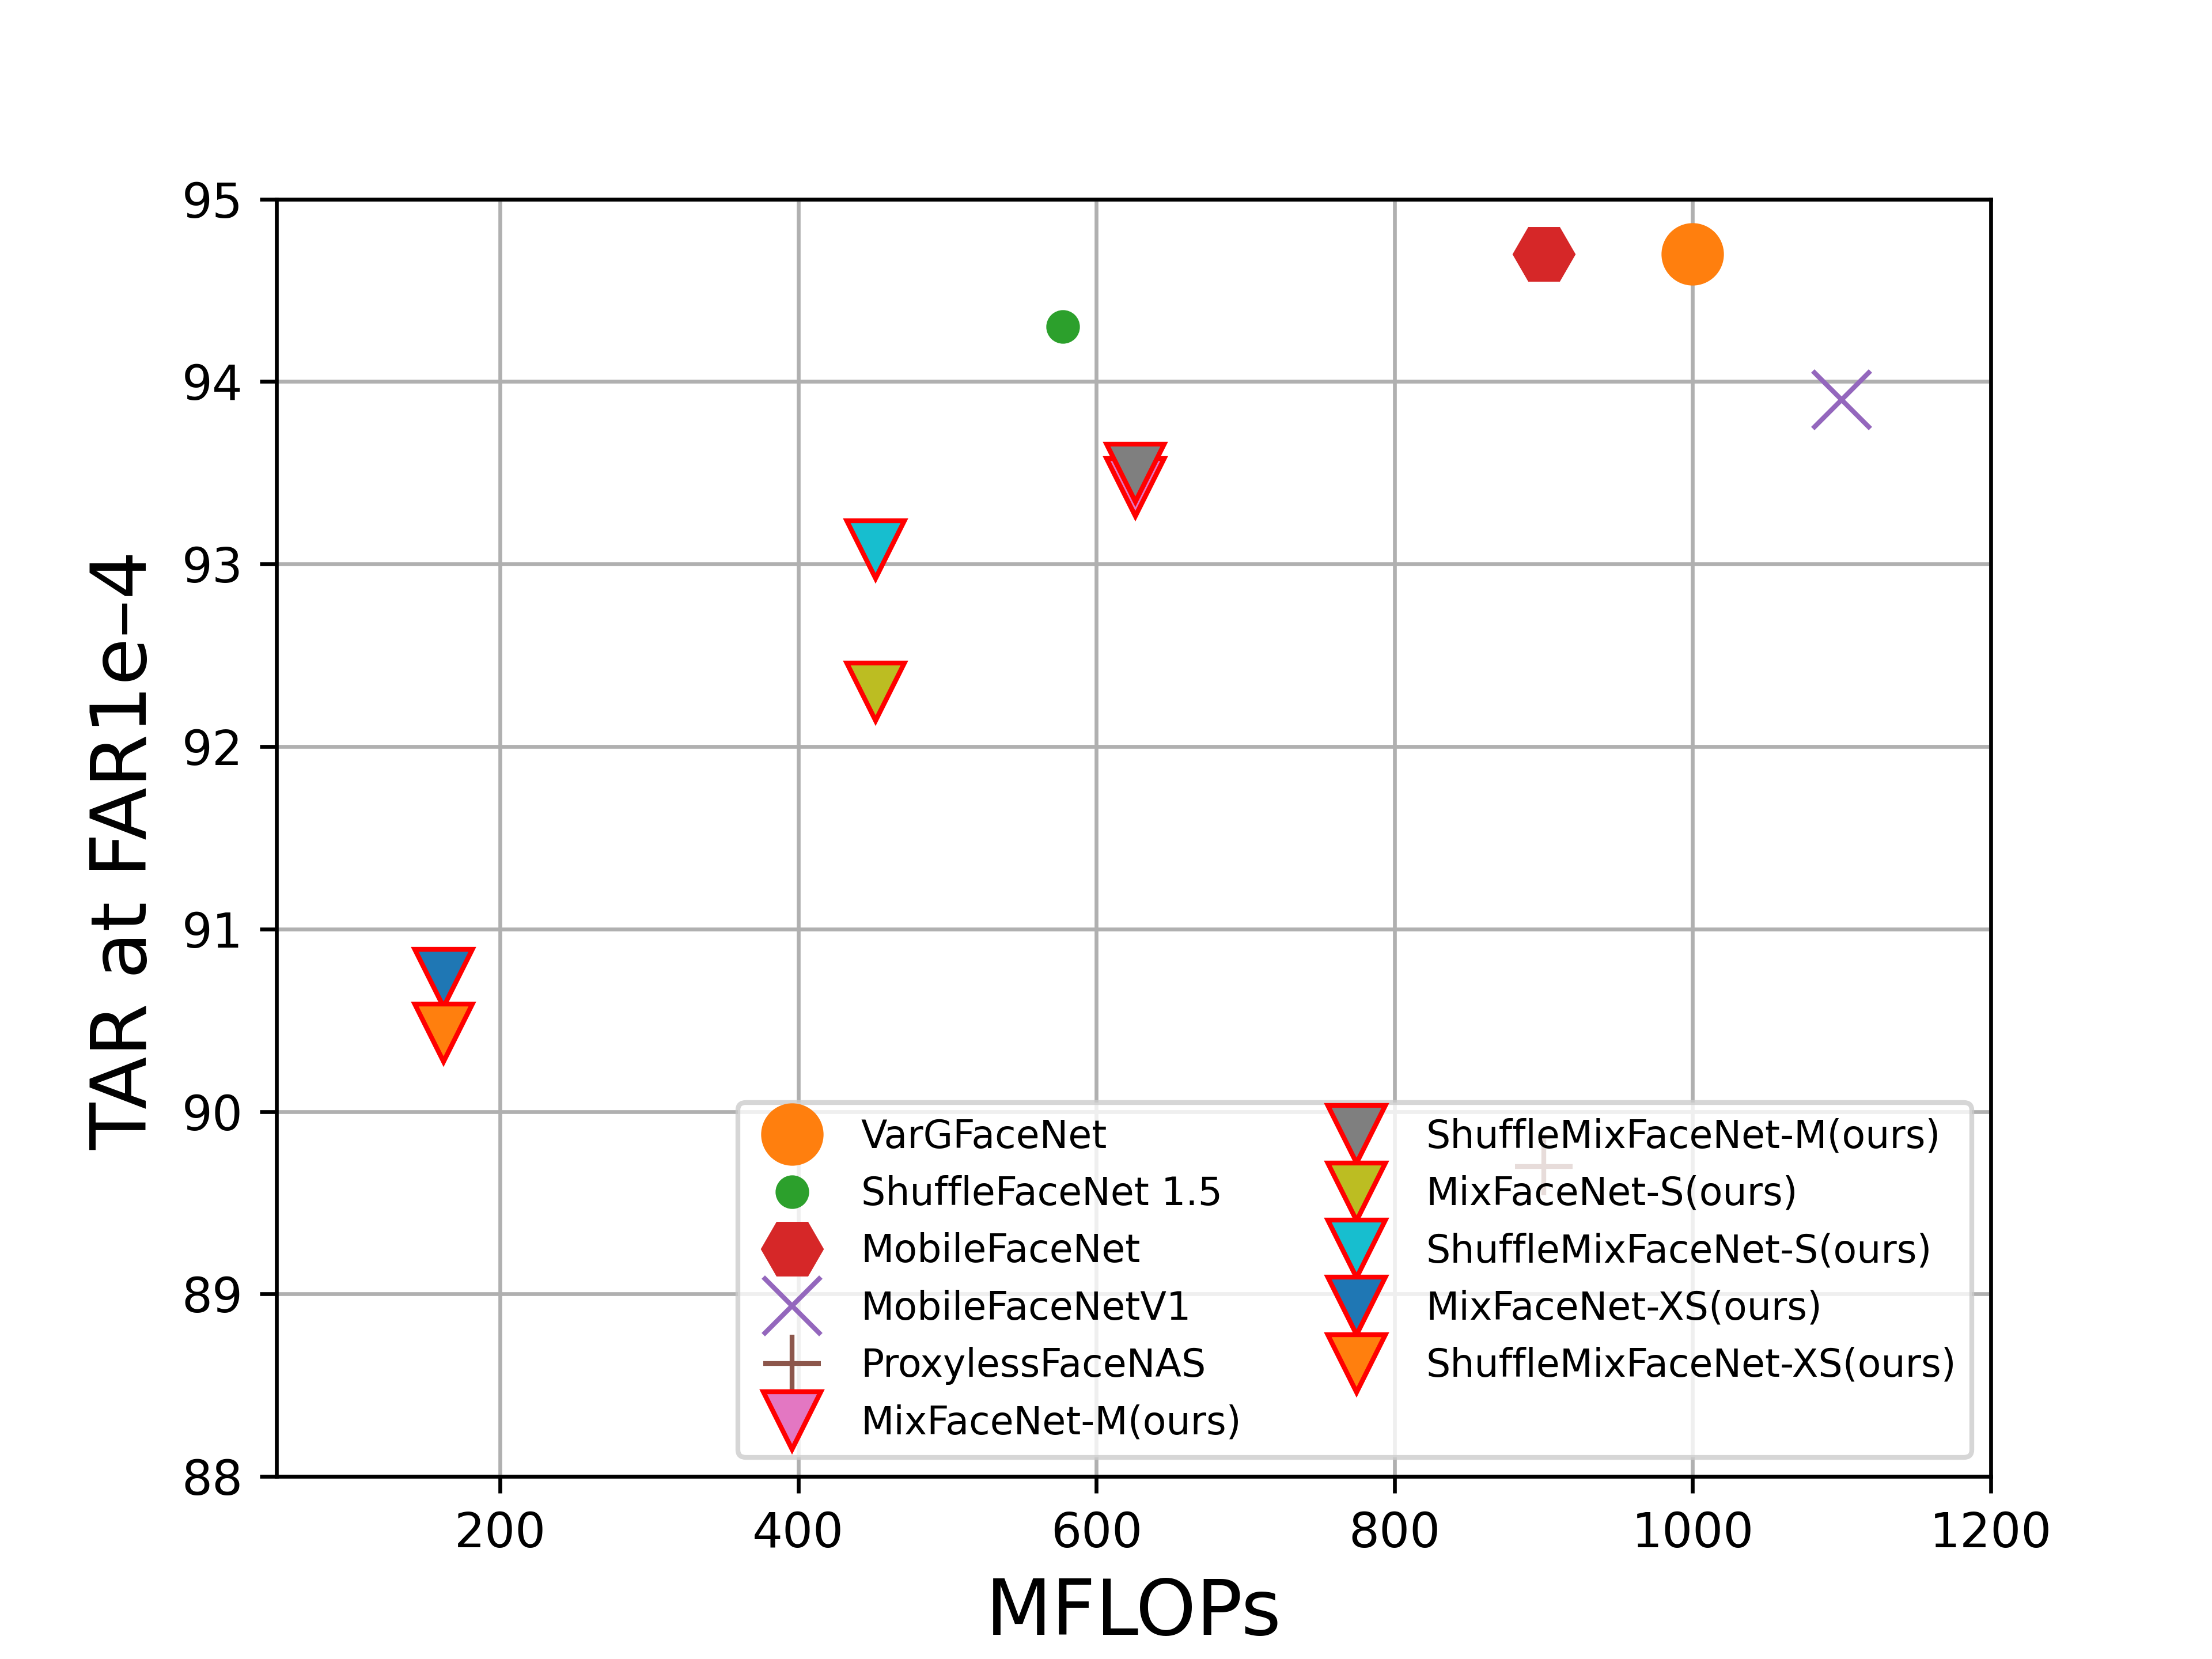 95
94
93
92
91
90
89
88
TAR at FAR1e–4
VarGFaceNet
ShuffleFaceNet 1.5
MobileFaceNet
MobileFaceNetV1
ProxylessFaceNAS
MixFaceNet-M(ours)
ShuffleMixFaceNet-M(ours)
MixFaceNet-S(ours)
ShuffleMixFaceNet-S(ours)
MixFaceNet-XS(ours)
ShuffleMixFaceNet-XS(ours)
200 400 600 800 1000 1200
MFLOPs